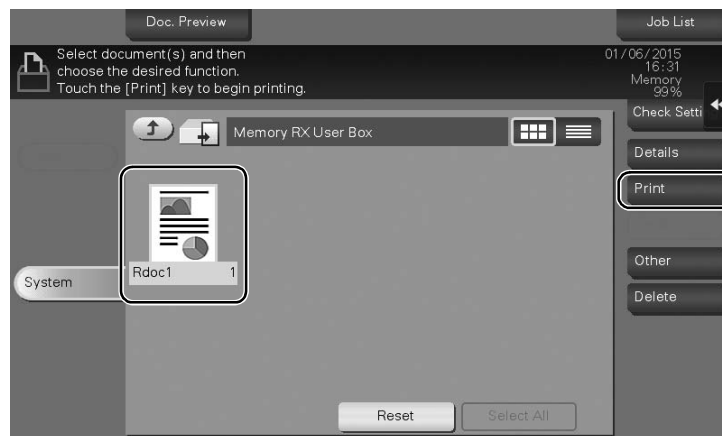 Doc. Preview
Job List
Select document(s) and then
choose the desired function.
Touch the [Print] key to begin printing.
01/06/2015
16:31
Memory
99%
Check Setti
Memory RX User Box
Details
Print
Rdoc1 1
System
Other
Delete
Reset
Select All